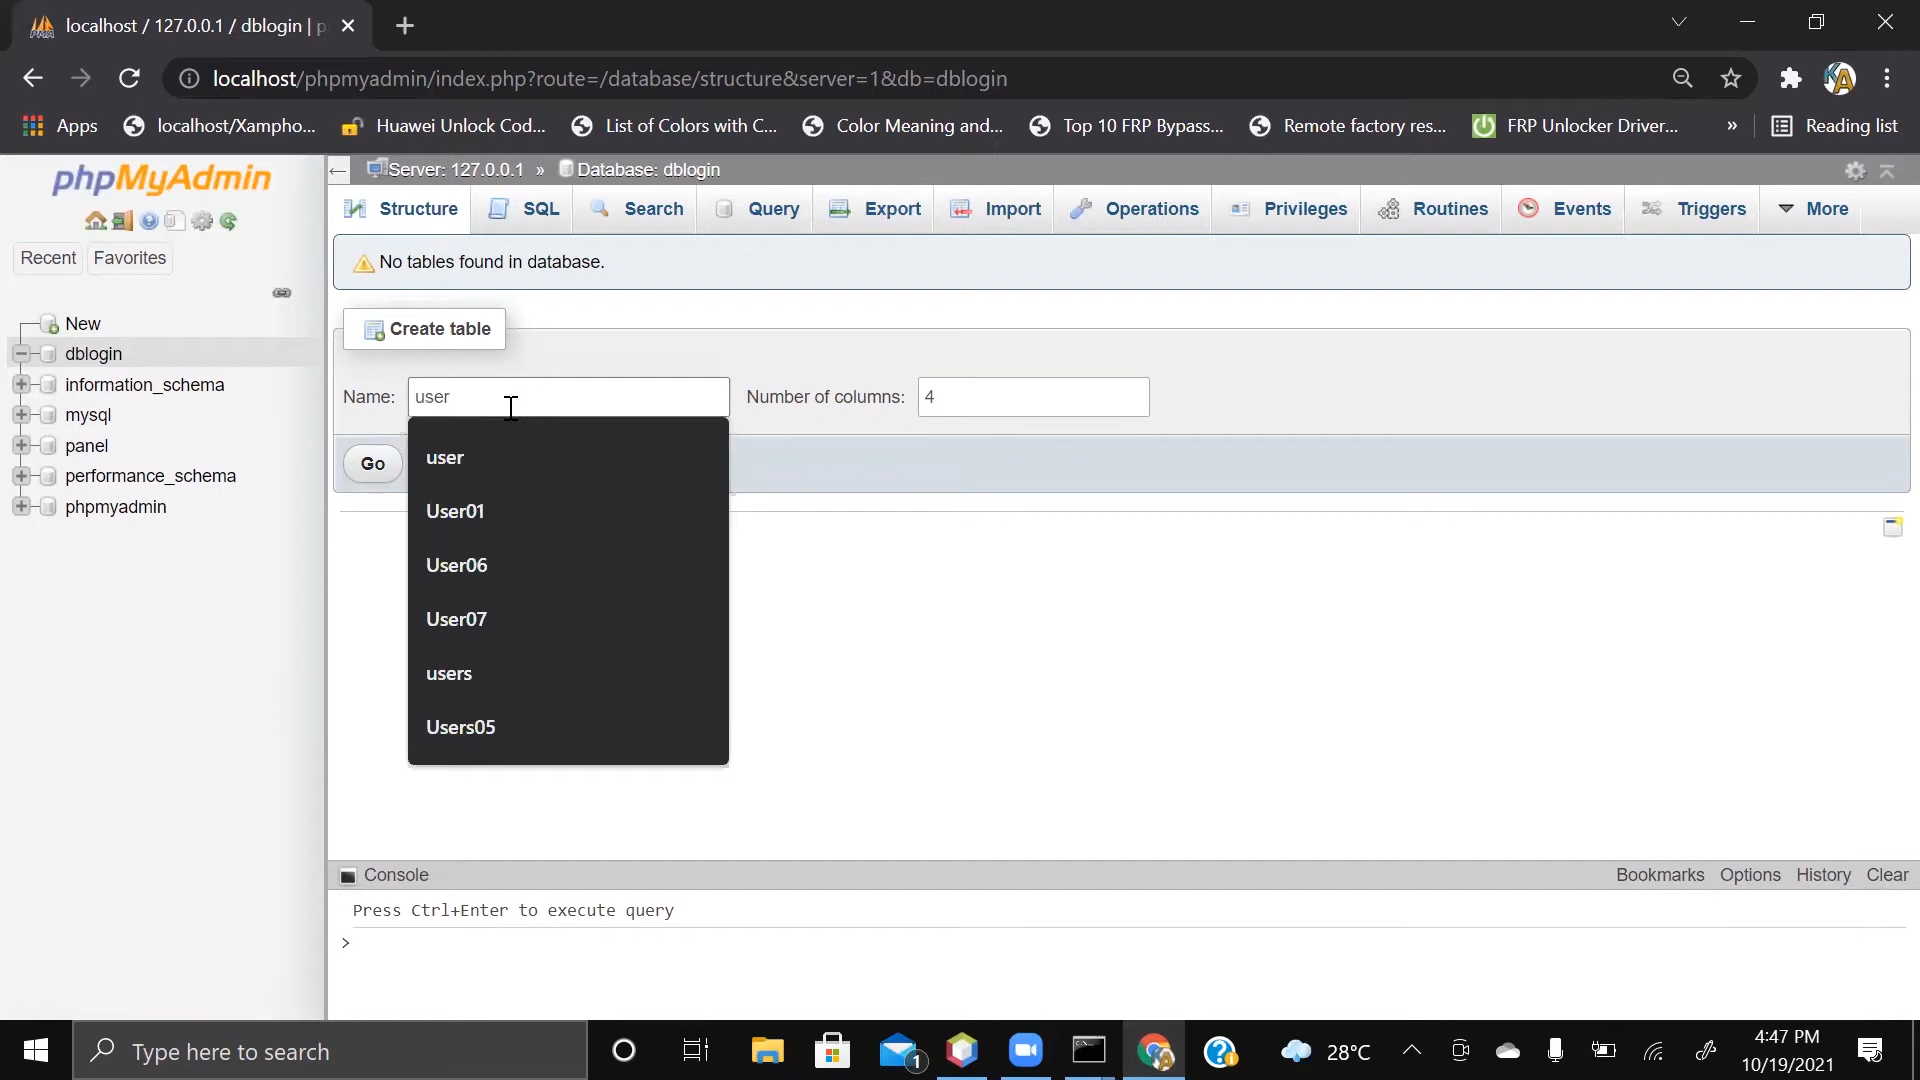 localhost / 127.0.0.1 / dblogin | p
localhost/phpmyadmin/index.php?route=/database/structure&server=1&db=dblogin
Apps
localhost/Xampho...
Huawei Unlock Cod...
List of Colors with C...
Color Meaning and...
Top 10 FRP Bypass...
Remote factory res...
FRP Unlocker Driver...
»
Reading list
phpMyAdmin
Recent
Favorites
New
dblogin
information_schema
mysql
panel
performance_schema
phpmyadmin
Server: 127.0.0.1 » Database: dblogin
Structure
SQL
Search
Query
Export
Import
Operations
Privileges
Routines
Events
Triggers
More
No tables found in database.
Create table
Name: user
Number of columns: 4
Go
user
User01
User06
User07
users
Users05
Console
Bookmarks Options History Clear
Press Ctrl+Enter to execute query
>
Type here to search
1
28°C
4:47 PM
10/19/2021